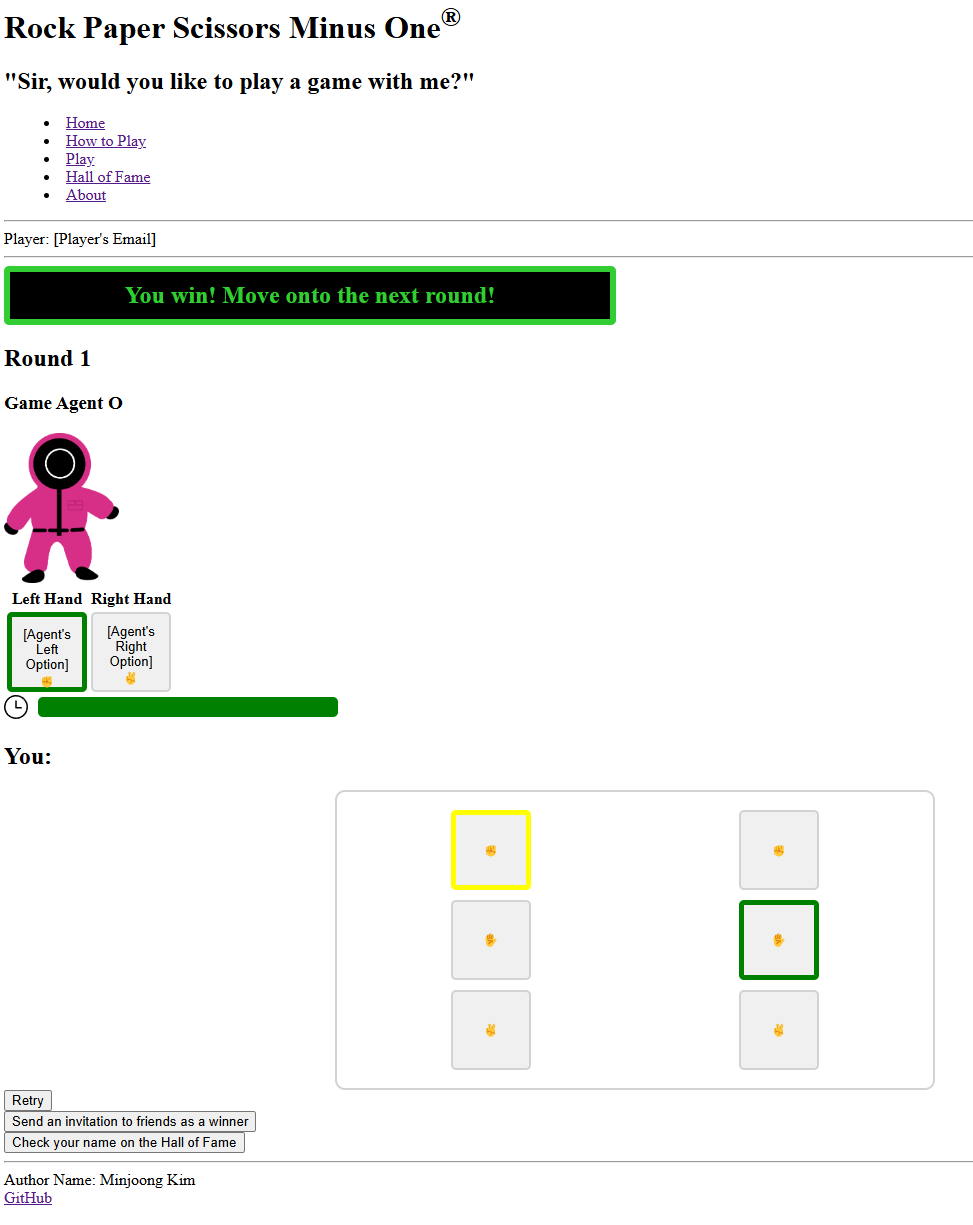 Rock Paper Scissors Minus One®
"Sir, would you like to play a game with me?"
Home
How to Play
Play
Hall of Fame
About
Player: [Player's Email]
You win! Move onto the next round!
Round 1
Game Agent O
Left Hand Right Hand
[Agent's Left Option] ✊
[Agent's Right Option] ✌
You:
✊ ✊
✋ ✋
✌ ✌
Retry
Send an invitation to friends as a winner
Check your name on the Hall of Fame
Author Name: Minjoong Kim
GitHub